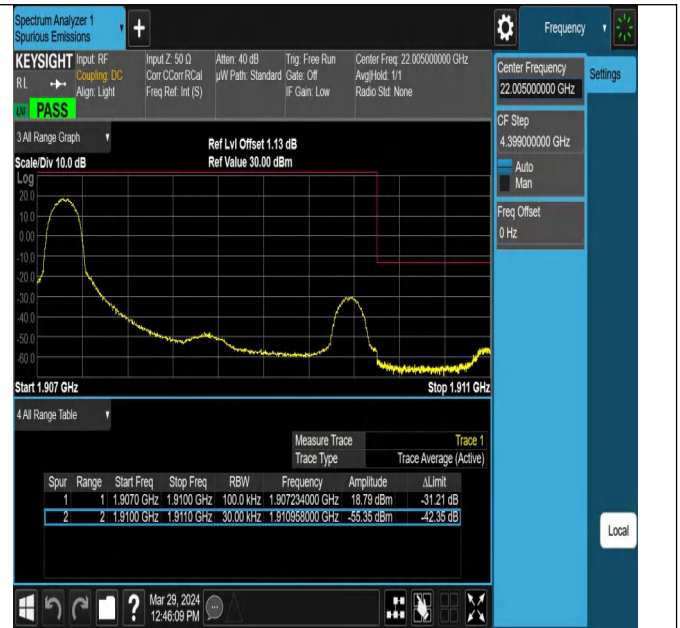 Spectrum Analyzer 1
Spurious Emissions
+
Frequency
KEYSIGHT
RL
Input: RF
Coupling: DC
Align: Light
Input Z: 50 Ω
Corr CCorr RCal
Freq Ref: Int (S)
Atten: 40 dB
µW Path: Standard
Trig: Free Run
Gate: Off
IF Gain: Low
Center Freq: 22.005000000 GHz
Avg|Hold: 1/1
Radio Std: None
PASS
3 All Range Graph
Scale/Div 10.0 dB
Ref Lvl Offset 1.13 dB
Ref Value 30.00 dBm
Log
20.0
10.0
0.00
-10.0
-20.0
-30.0
-40.0
-50.0
-60.0
Start 1.907 GHz
Stop 1.911 GHz
4 All Range Table
Measure Trace Trace 1
Trace Type Trace Average (Active)
Spur Range Start Freq Stop Freq RBW Frequency Amplitude ΔLimit
1 1 1.9070 GHz 1.9100 GHz 100.0 kHz 1.907234000 GHz 18.79 dBm -31.21 dB
2 2 1.9100 GHz 1.9110 GHz 30.00 kHz 1.910958000 GHz -55.35 dBm -42.35 dB
Center Frequency
22.005000000 GHz
Settings
CF Step
4.399000000 GHz
Auto
Man
Freq Offset
0 Hz
Local
?
Mar 29, 2024
12:46:09 PM